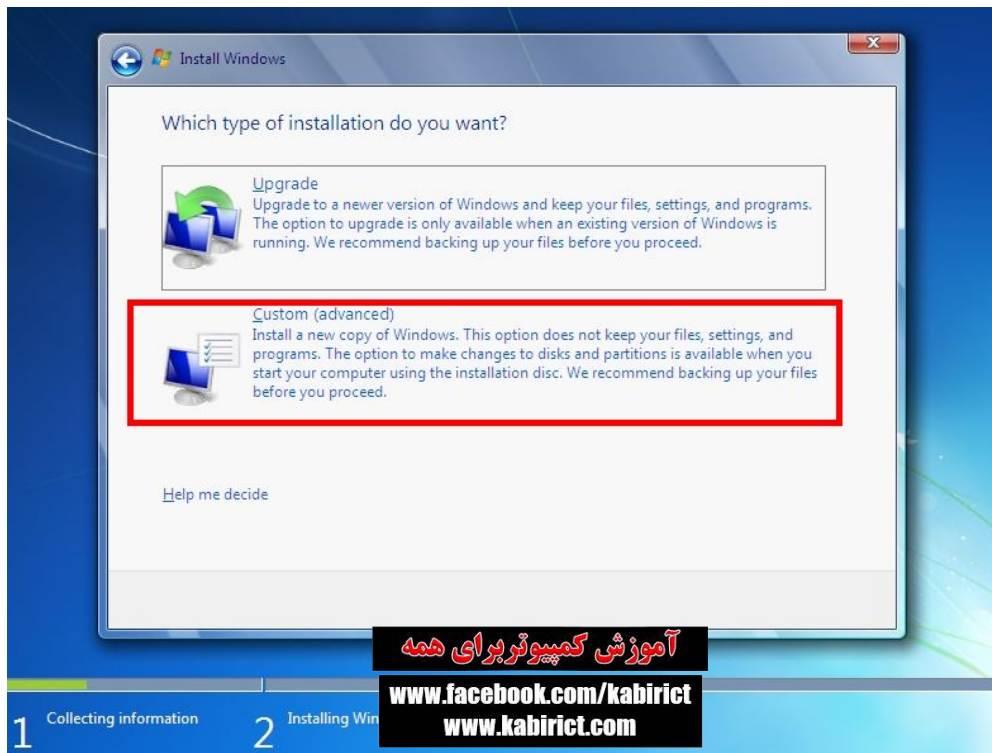 Install Windows
Which type of installation do you want?
Upgrade
Upgrade to a newer version of Windows and keep your files, settings, and programs.
The option to upgrade is only available when an existing version of Windows is
running. We recommend backing up your files before you proceed.
Custom (advanced)
Install a new copy of Windows. This option does not keep your files, settings, and
programs. The option to make changes to disks and partitions is available when you
start your computer using the installation disc. We recommend backing up your files
before you proceed.
Help me decide
آموزش کمپیوتر برای همه
www.facebook.com/kabirict
www.kabirict.com
1 Collecting information
2 Installing Win